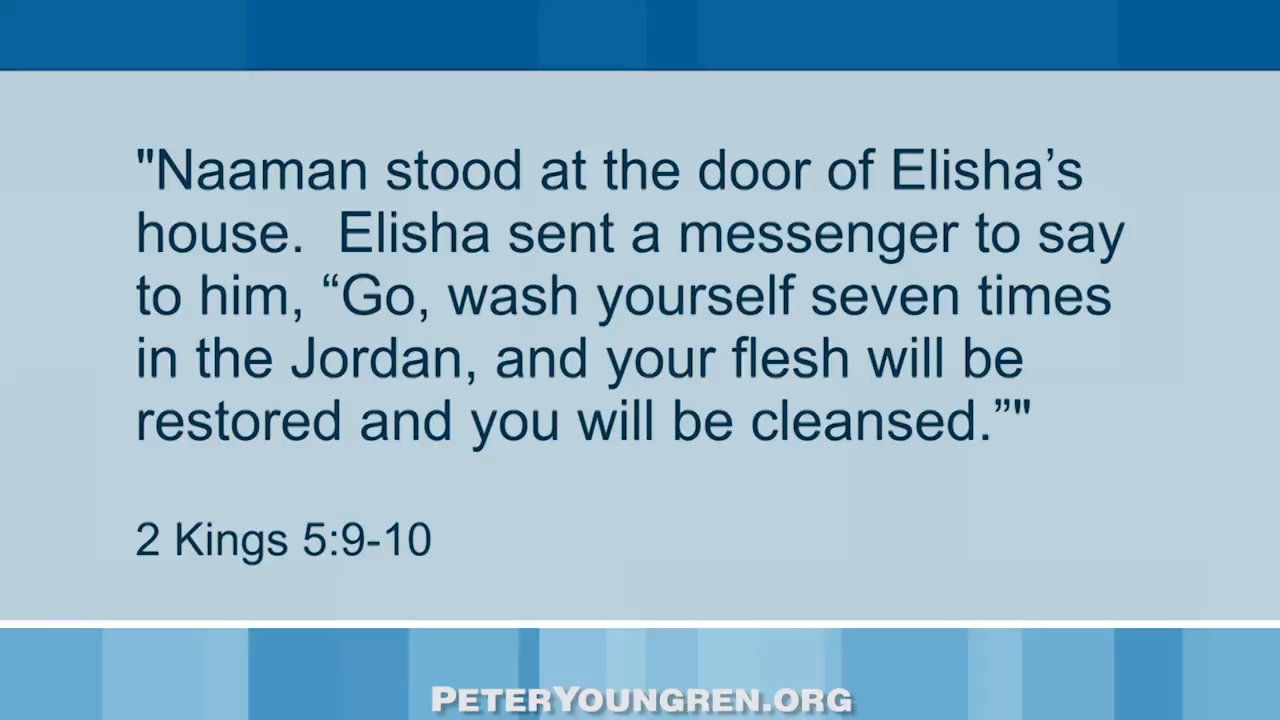 "Naaman stood at the door of Elisha’s
house.  Elisha sent a messenger to say
to him, “Go, wash yourself seven times
in the Jordan, and your flesh will be
restored and you will be cleansed.”"
2 Kings 5:9-10
PETERYOUNGREN.ORG